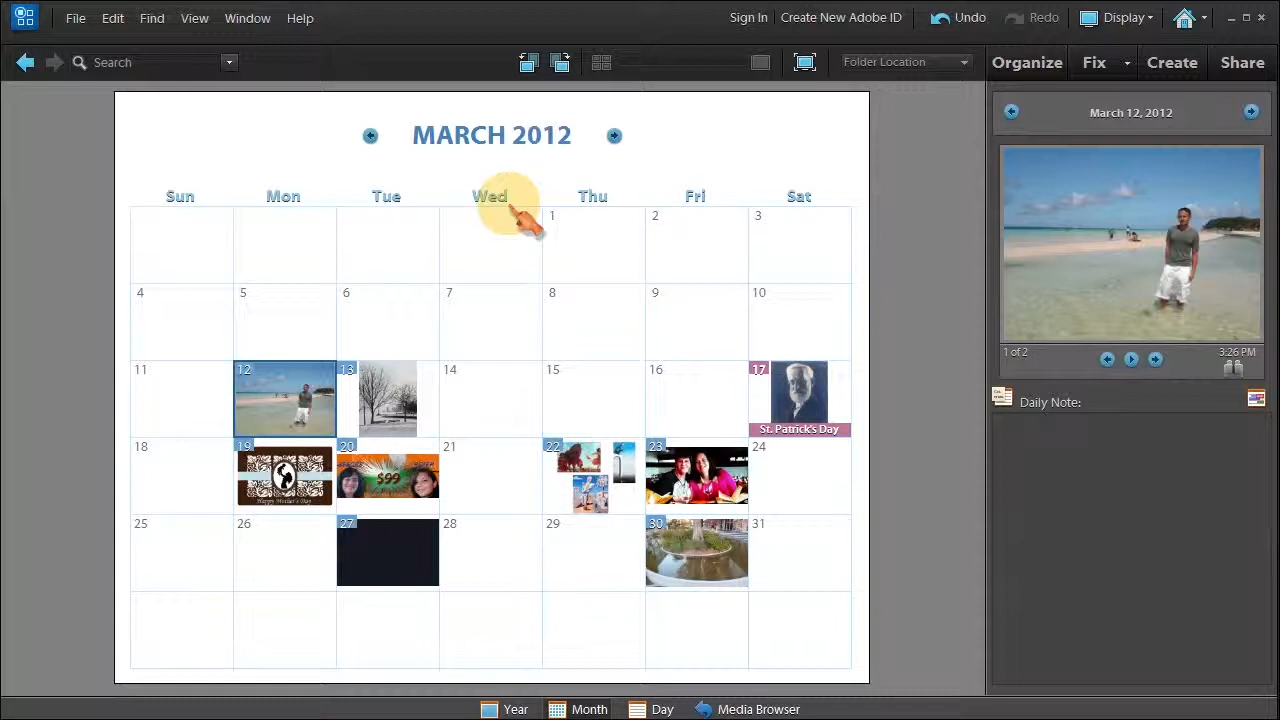 File Edit Find View Window Help
Sign In Create New Adobe ID Undo Redo Display
Search
Folder Location
Organize Fix Create Share
MARCH 2012
March 12, 2012
Sun Mon Tue Wed Thu Fri Sat
1 2 3
4 5 6 7 8 9 10
11 12 13 14 15 16 17
St. Patrick's Day
18 19 20 21 22 23 24
$99
Happy Mother's Day
25 26 27 28 29 30 31
1 of 2
3:26 PM
Daily Note:
Year Month Day Media Browser